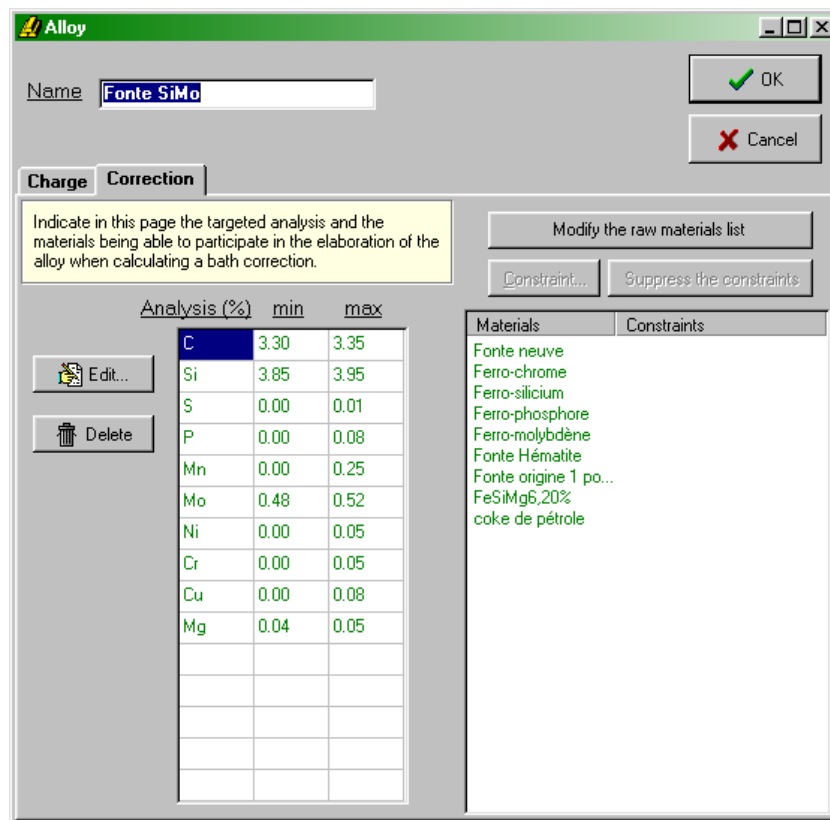 Alloy
Name Fonte SiMo
OK
Cancel
Charge Correction
Indicate in this page the targeted analysis and the
materials being able to participate in the elaboration of the
alloy when calculating a bath correction.
Modify the raw materials list
Constraint... Suppress the constraints
Analysis (%) min max
C 3.30 3.35
Si 3.85 3.95
S 0.00 0.01
P 0.00 0.08
Mn 0.00 0.25
Mo 0.48 0.52
Ni 0.00 0.05
Cr 0.00 0.05
Cu 0.00 0.08
Mg 0.04 0.05
Edit...
Delete
Materials Constraints
Fonte neuve
Ferro-chrome
Ferro-silicium
Ferro-phosphore
Ferro-molybdène
Fonte Hématite
Fonte origine 1 po...
FeSiMg6,20%
coke de pétrole